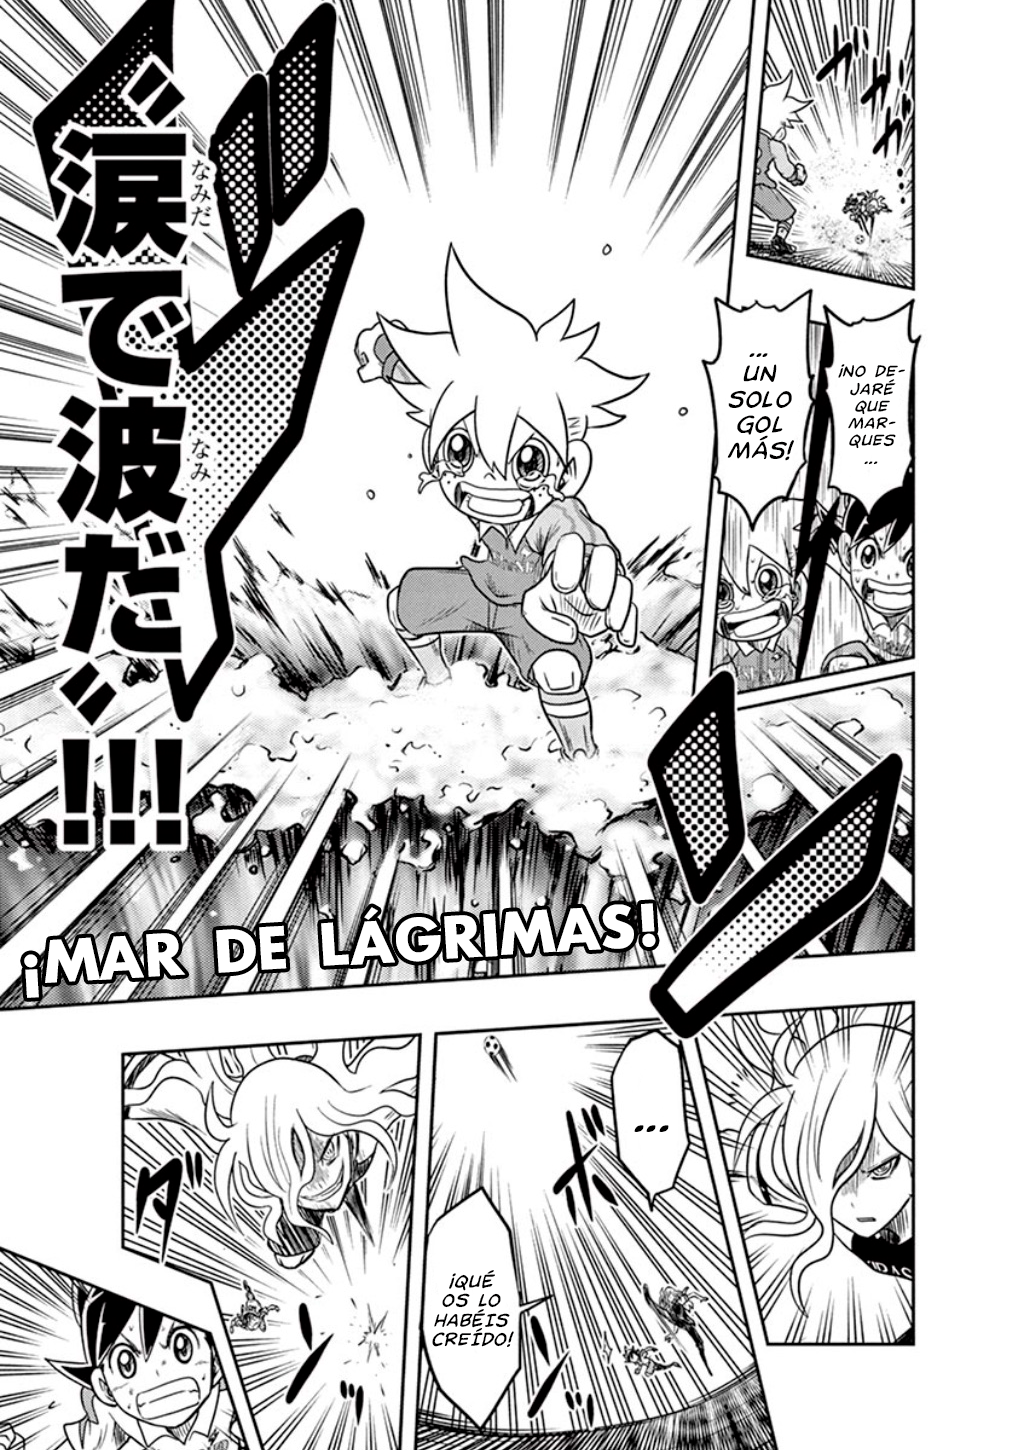 ¡NO DE-
JARÉ
QUE
MAR-
QUES
...
...
UN
SOLO
GOL
MÁS!
“涙で波だ”!!!
なみだ
なみ
¡MAR DE LÁGRIMAS!
...
¡QUÉ
OS LO
HABÉIS
CREÍDO!